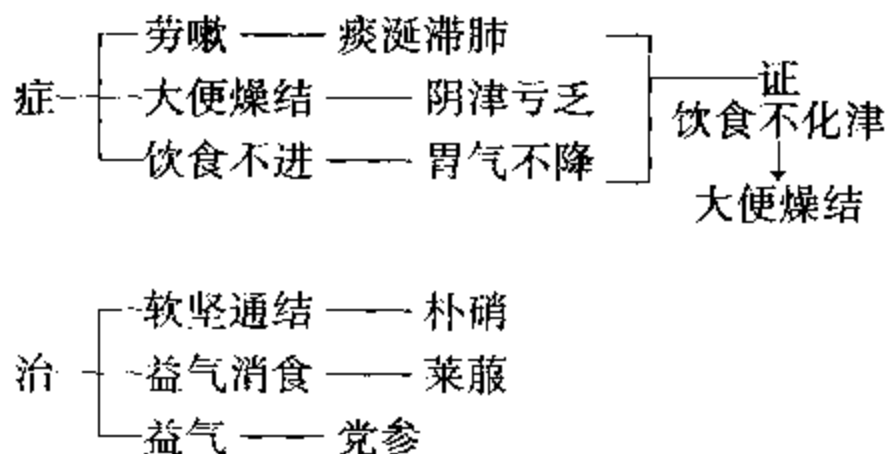 劳嗽 痰涎滞肺
症 大便燥结 阴津亏乏 证
饮食不化津
饮食不进 胃气不降
大便燥结
软坚通结 朴硝
治 益气消食 莱菔
益气 党参